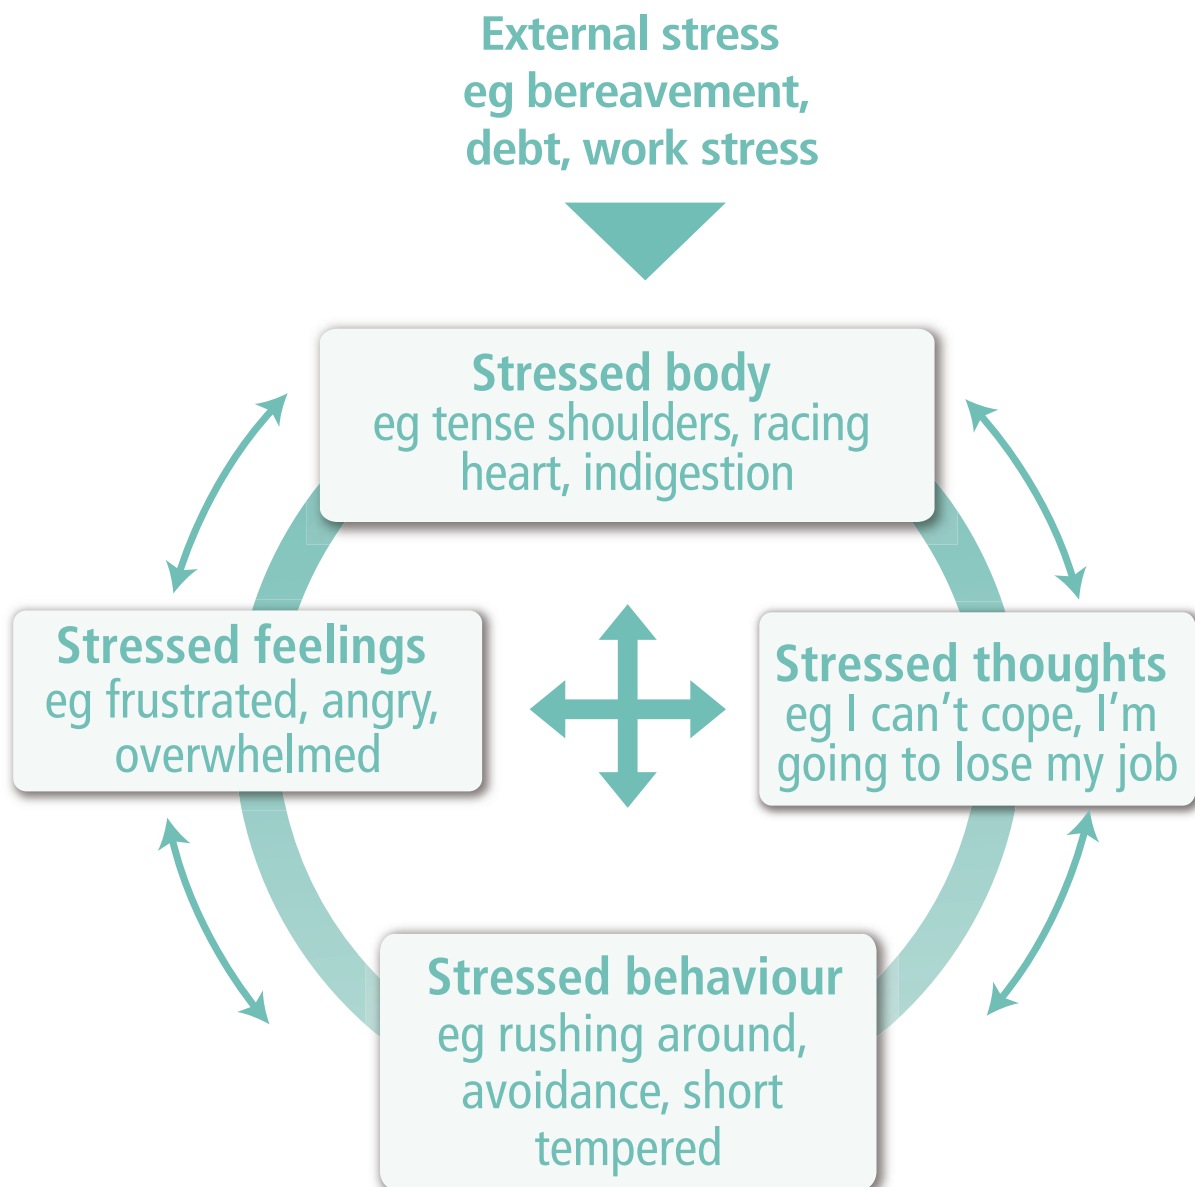 External stress
eg bereavement,
debt, work stress
Stressed body
eg tense shoulders, racing
heart, indigestion
Stressed feelings
eg frustrated, angry,
overwhelmed
Stressed thoughts
eg I can’t cope, I’m
going to lose my job
Stressed behaviour
eg rushing around,
avoidance, short
tempered